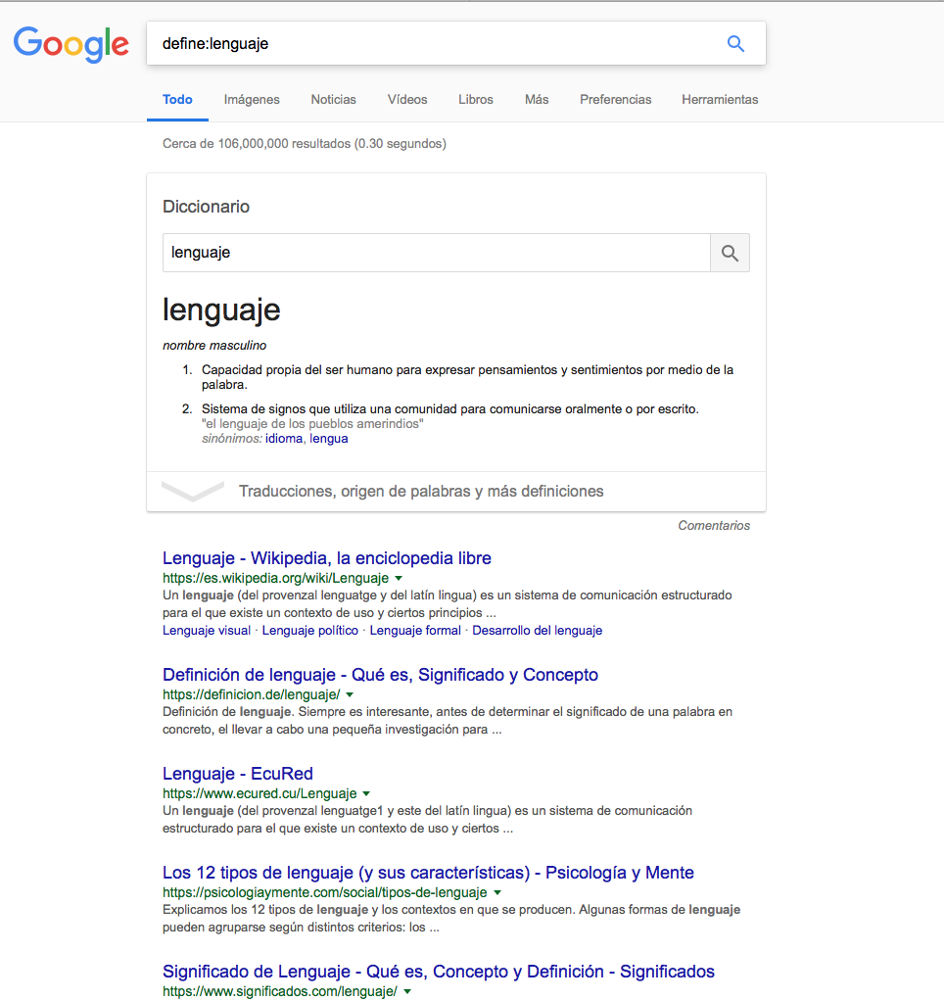 Google
define:lenguaje
Todo Imágenes Noticias Vídeos Libros Más Preferencias Herramientas
Cerca de 106,000,000 resultados (0.30 segundos)
Diccionario
lenguaje
lenguaje
nombre masculino
1. Capacidad propia del ser humano para expresar pensamientos y sentimientos por medio de la
palabra.
2. Sistema de signos que utiliza una comunidad para comunicarse oralmente o por escrito.
"el lenguaje de los pueblos amerindios"
sinónimos: idioma, lengua
Traducciones, origen de palabras y más definiciones
Comentarios
Lenguaje - Wikipedia, la enciclopedia libre
https://es.wikipedia.org/wiki/Lenguaje
Un lenguaje (del provenzal lenguatge y del latín lingua) es un sistema de comunicación estructurado
para el que existe un contexto de uso y ciertos principios ...
Lenguaje visual · Lenguaje político · Lenguaje formal · Desarrollo del lenguaje
Definición de lenguaje - Qué es, Significado y Concepto
https://definicion.de/lenguaje/
Definición de lenguaje. Siempre es interesante, antes de determinar el significado de una palabra en
concreto, el llevar a cabo una pequeña investigación para ...
Lenguaje - EcuRed
https://www.ecured.cu/Lenguaje
Un lenguaje (del provenzal lenguatge1 y este del latín lingua) es un sistema de comunicación
estructurado para el que existe un contexto de uso y ciertos ...
Los 12 tipos de lenguaje (y sus características) - Psicología y Mente
https://psicologiaymente.com/social/tipos-de-lenguaje
Explicamos los 12 tipos de lenguaje y los contextos en que se producen. Algunas formas de lenguaje
pueden agruparse según distintos criterios: los ...
Significado de Lenguaje - Qué es, Concepto y Definición - Significados
https://www.significados.com/lenguaje/